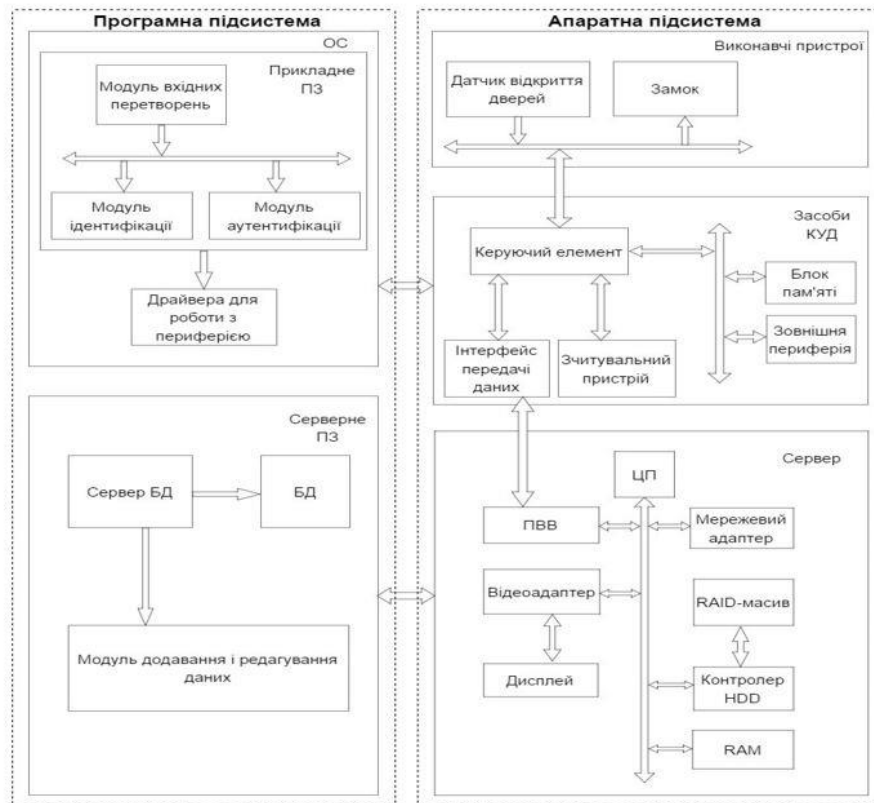 Програмна підсистема
ОС
Прикладне
ПЗ
Модуль вхідних
перетворень
Модуль
ідентифікації
Модуль
аутентифікації
Драйвера для
роботи з
периферією
Серверне
ПЗ
Сервер БД
БД
Модуль додавання і редагування
даних
Апаратна підсистема
Виконавчі пристрої
Датчик відкриття
дверей
Замок
Засоби
КУД
Керуючий елемент
Блок
пам'яті
Зовнішня
периферія
Інтерфейс
передачі
даних
Зчитувальний
пристрій
Сервер
ЦП
ПВВ
Мережевий
адаптер
Відеоадаптер
RAID-масив
Дисплей
Контролер
HDD
RAM